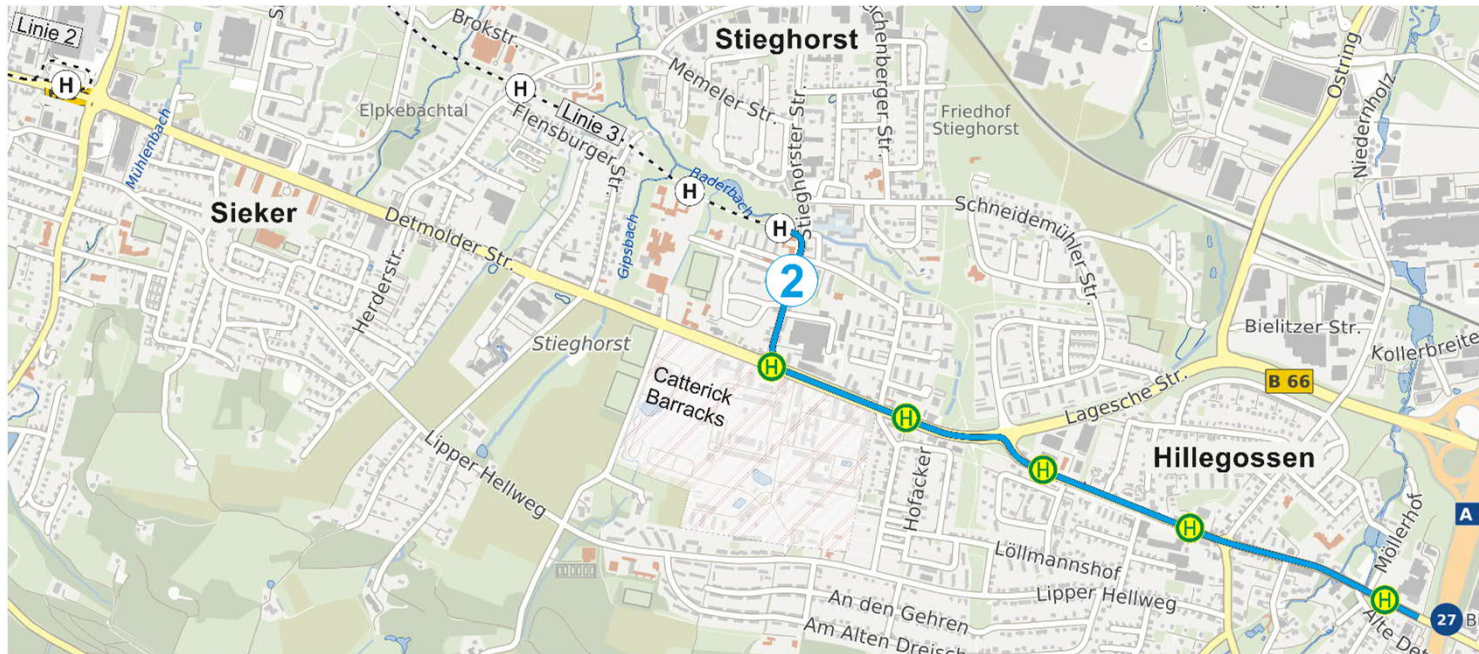 Linie 2
H
Brokstr.
Stieghorst
Memeler Str.
Stieghorster Str.
Ostring
Niedernholz
H
Linie 3
Elpkebachtal
Flensburger Str.
Friedhof
Stieghorst
Mühlenbach
Sieker
H
Baderbach
H
Schneidemühler Str.
Detmolder Str.
Gipsbach
Herderstr.
2
Stieghorst
Bielitzer Str.
Kollerbreite
H
Catterick
Barracks
Lagesche Str.
B 66
H
Hillegossen
Lipper Hellweg
Hofacker
H
H
Möllerhof
A
Löllmannshof
Lipper Hellweg
An den Gehren
Am Alten Dreisch
H
27